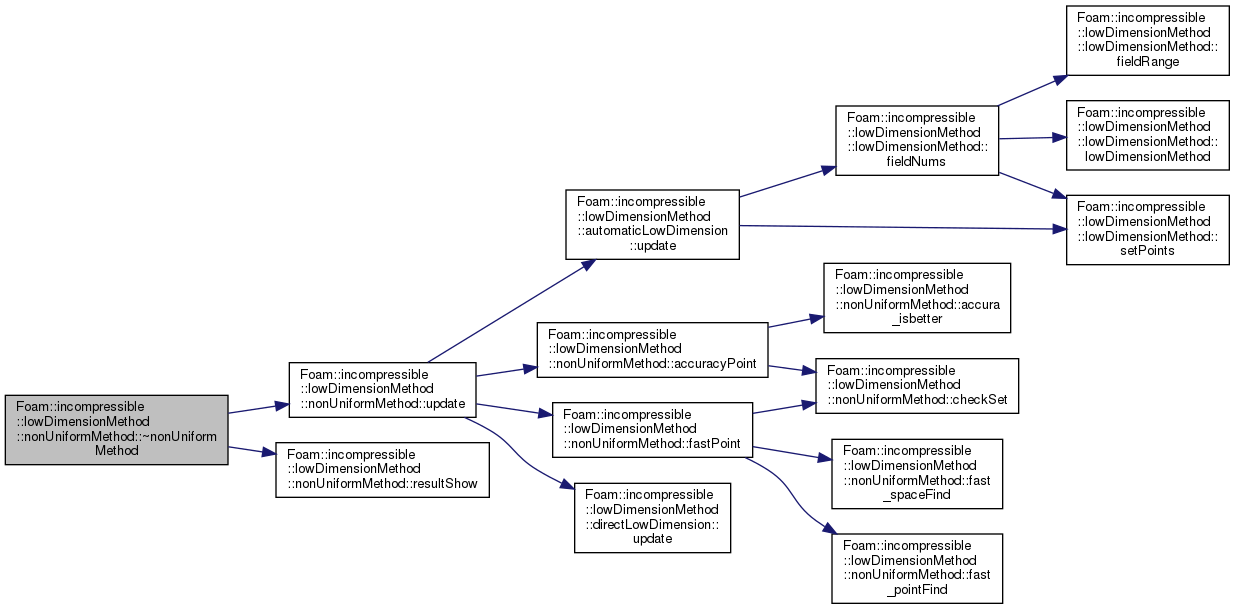 Foam::incompressible
::lowDimensionMethod
::nonUniformMethod::~nonUniform
Method
Foam::incompressible
::lowDimensionMethod
::nonUniformMethod::update
Foam::incompressible
::lowDimensionMethod
::nonUniformMethod::resultShow
Foam::incompressible
::lowDimensionMethod
::automaticLowDimension
::update
Foam::incompressible
::lowDimensionMethod
::nonUniformMethod::accuracyPoint
Foam::incompressible
::lowDimensionMethod
::nonUniformMethod::fastPoint
Foam::incompressible
::lowDimensionMethod
::directLowDimension::
update
Foam::incompressible
::lowDimensionMethod
::lowDimensionMethod::
fieldNums
Foam::incompressible
::lowDimensionMethod
::nonUniformMethod::accura
_isbetter
Foam::incompressible
::lowDimensionMethod
::nonUniformMethod::checkSet
Foam::incompressible
::lowDimensionMethod
::nonUniformMethod::fast
_spaceFind
Foam::incompressible
::lowDimensionMethod
::nonUniformMethod::fast
_pointFind
Foam::incompressible
::lowDimensionMethod
::lowDimensionMethod::
fieldRange
Foam::incompressible
::lowDimensionMethod
::lowDimensionMethod::
lowDimensionMethod
Foam::incompressible
::lowDimensionMethod
::lowDimensionMethod::
setPoints